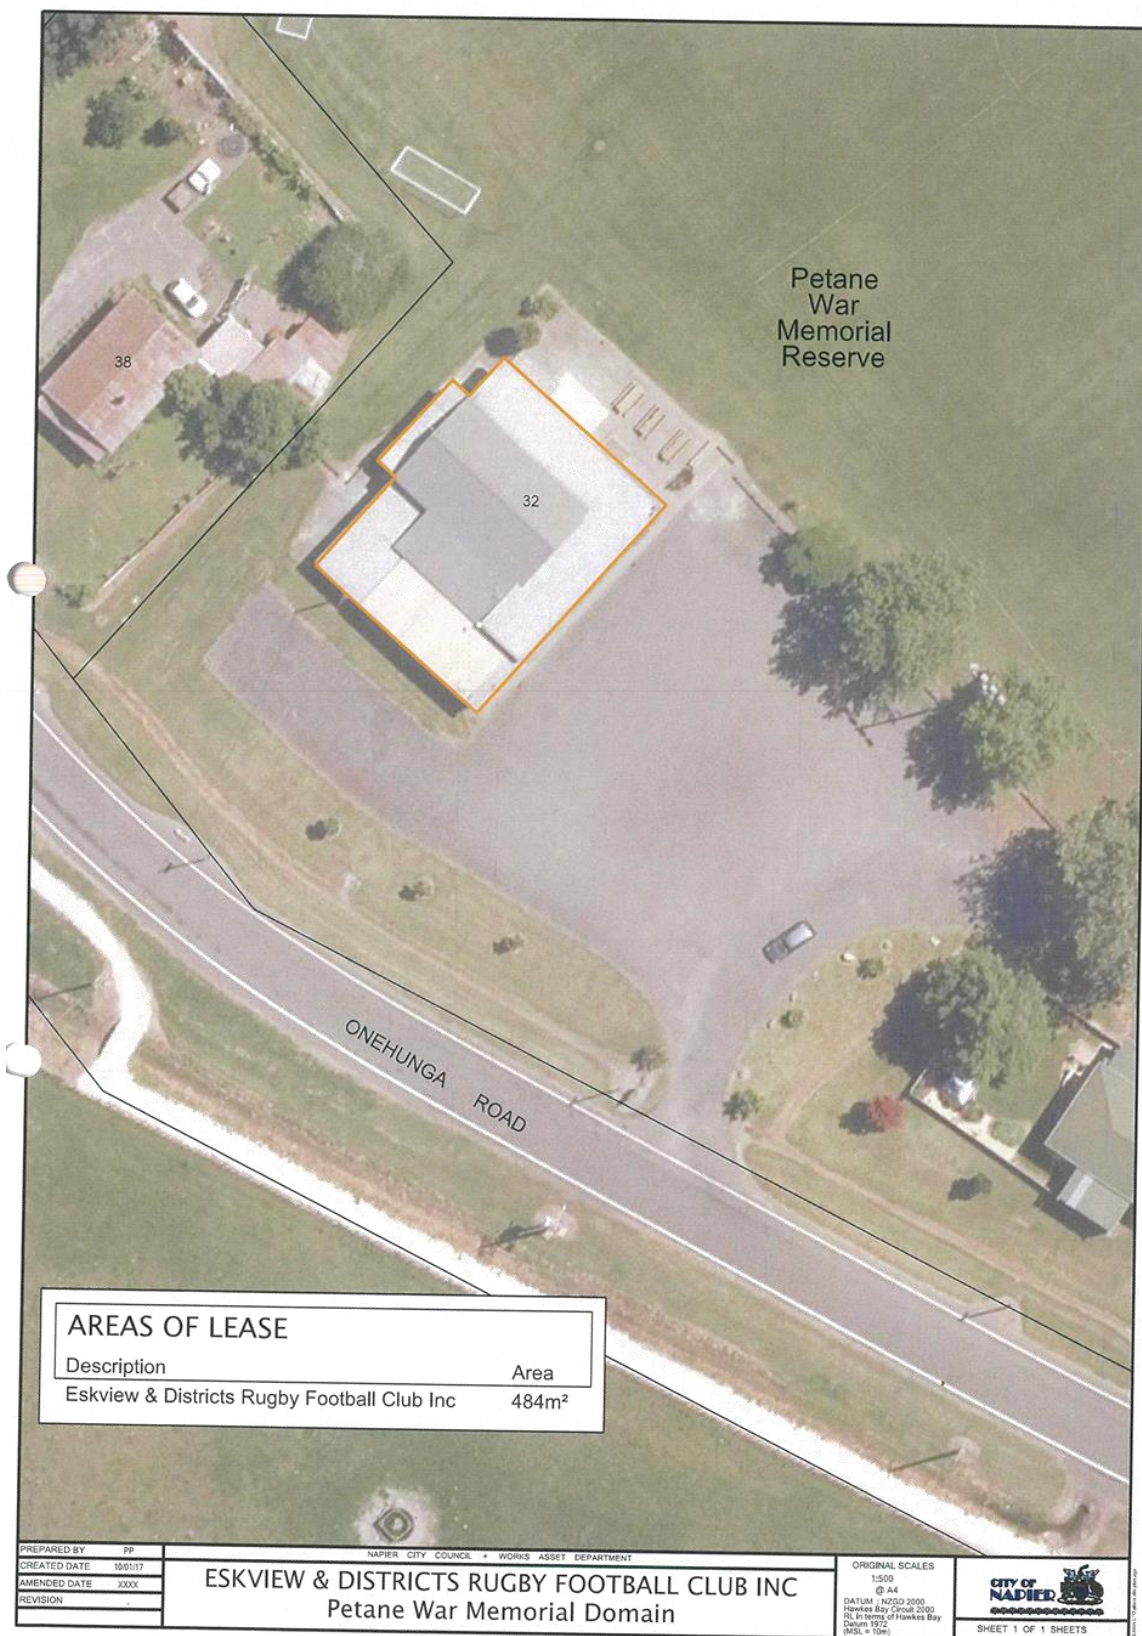 Petane
War
Memorial
Reserve
38
32
ONEHUNGA ROAD
AREAS OF LEASE
Description Area
Eskview & Districts Rugby Football Club Inc 484m²
PREPARED BY PP
CREATED DATE 10/01/17
AMENDED DATE XXXX
REVISION .
NAPIER CITY COUNCIL + WORKS ASSET DEPARTMENT
ESKVIEW & DISTRICTS RUGBY FOOTBALL CLUB INC
Petane War Memorial Domain
ORIGINAL SCALES
1:500
@ A4
DATUM : NZGD 2000
Hawkes Bay Circuit 2000
RL in terms of Hawkes Bay
Datum 1972
(MSL = 10m)
CITY OF
NAPIER
SHEET 1 OF 1 SHEETS